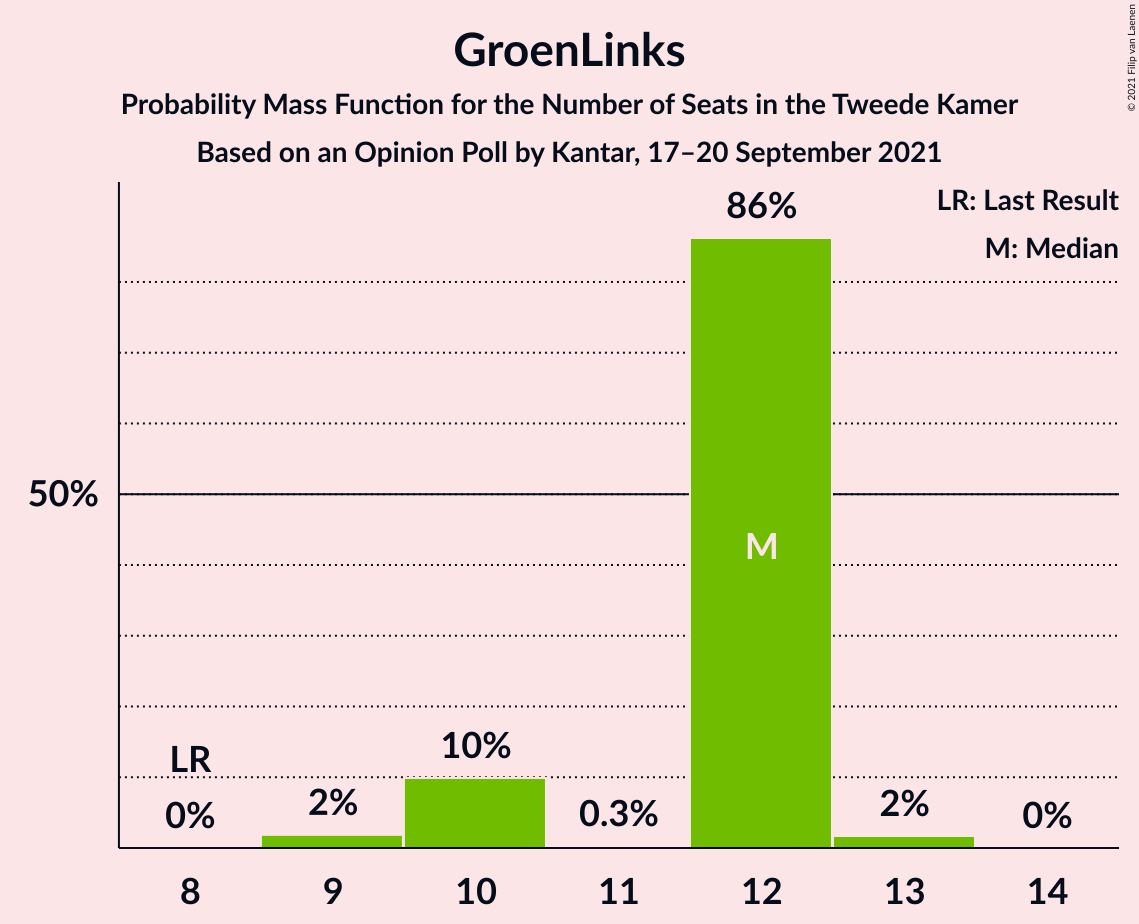 GroenLinks
Probability Mass Function for the Number of Seats in the Tweede Kamer
Based on an Opinion Poll by Kantar, 17–20 September 2021
© 2021 Filip van Laenen
LR: Last Result
M: Median
86%
50%
M
LR
0%
2%
10%
0.3%
2%
0%
8
9
10
11
12
13
14